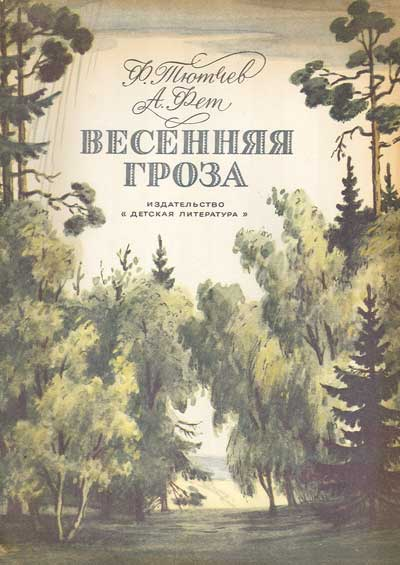 Ф. Тютчев
А. Фет
ВЕСЕННЯЯ
ГРОЗА
ИЗДАТЕЛЬСТВО
« ДЕТСКАЯ ЛИТЕРАТУРА »